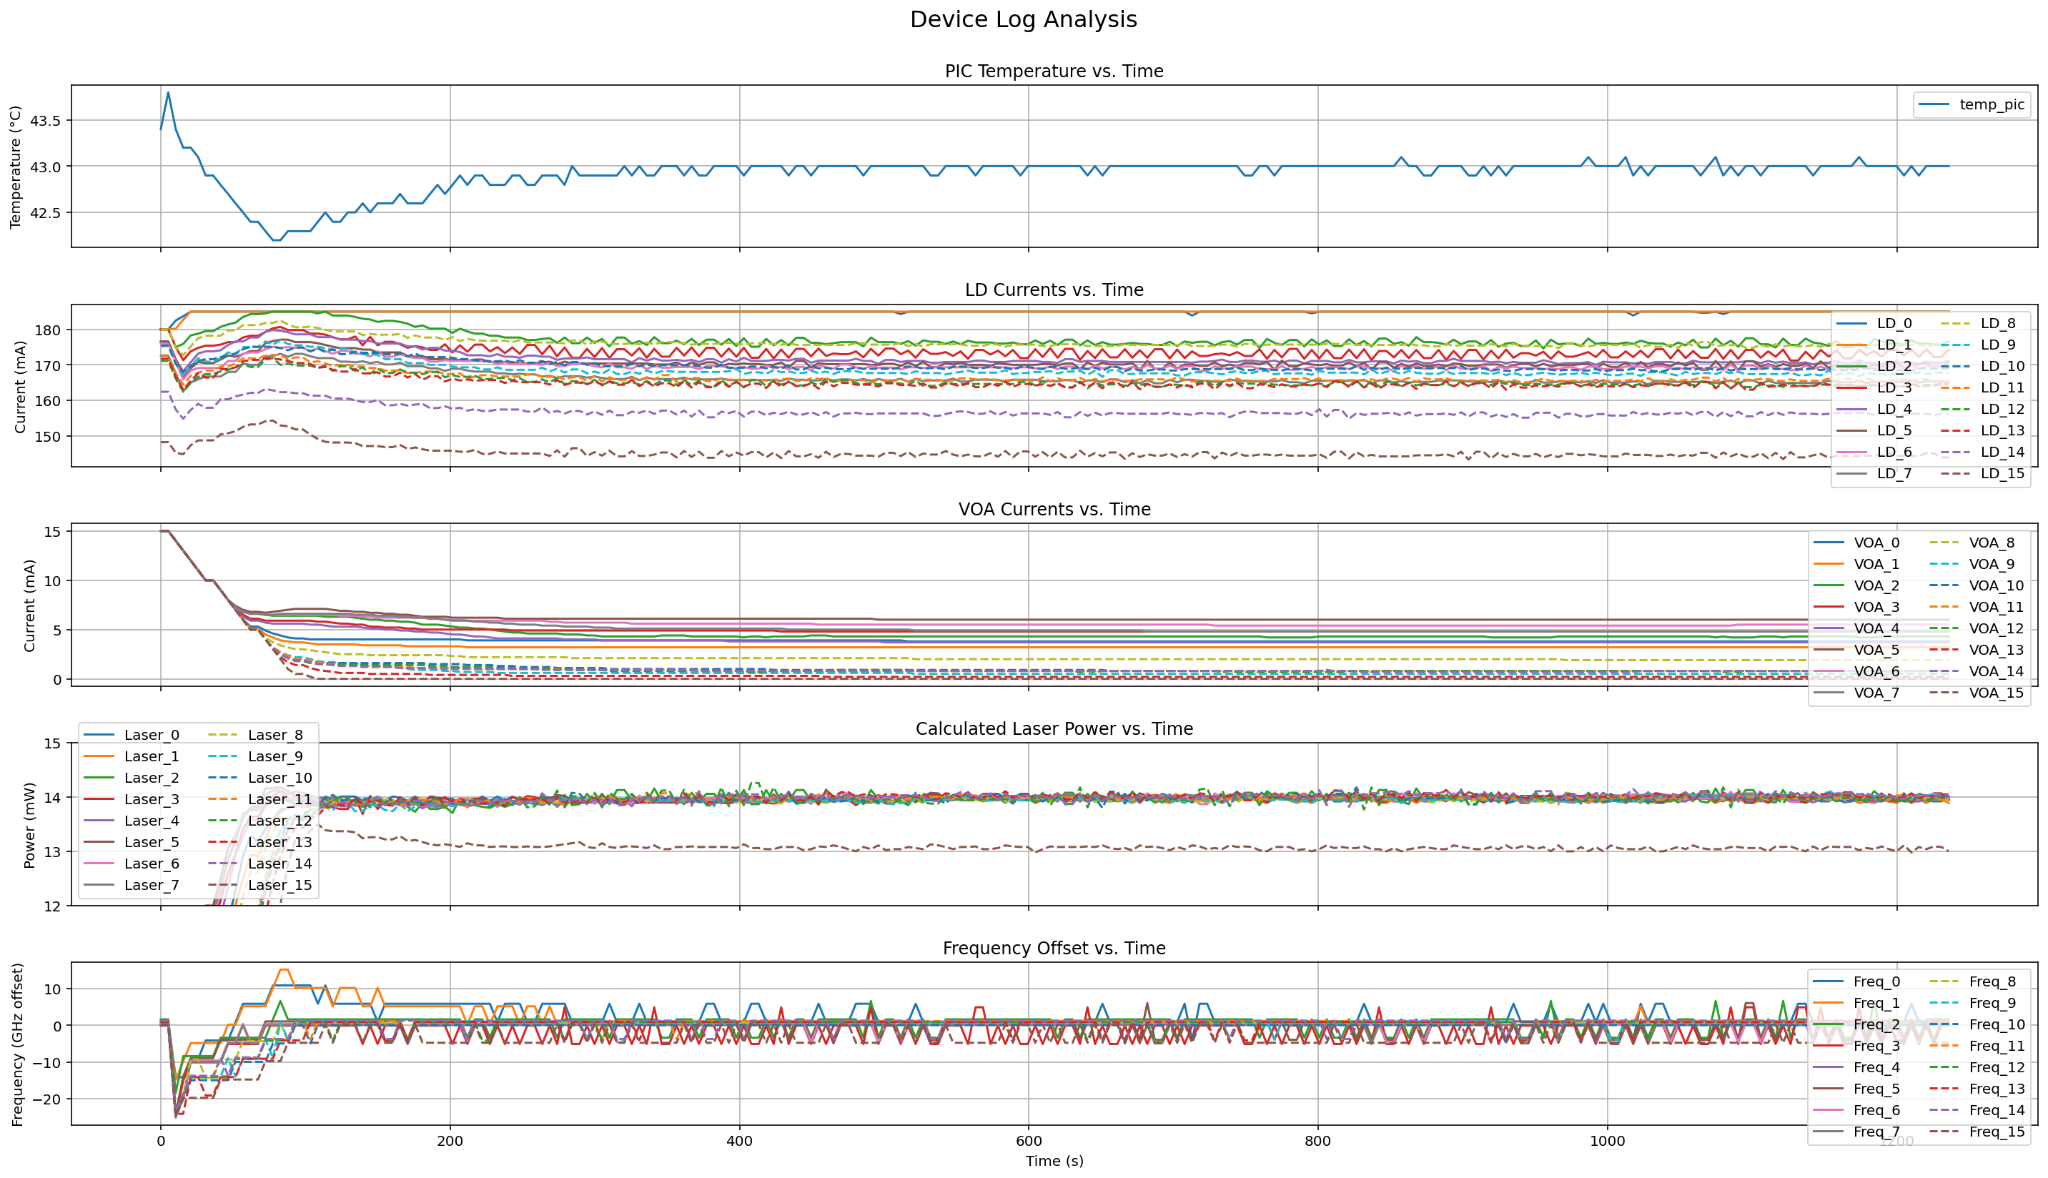 Device Log Analysis
PIC Temperature vs. Time
Temperature (°C)
43.5
43.0
42.5
temp_pic
LD Currents vs. Time
Current (mA)
180
170
160
150
LD_0 LD_8
LD_1 LD_9
LD_2 LD_10
LD_3 LD_11
LD_4 LD_12
LD_5 LD_13
LD_6 LD_14
LD_7 LD_15
VOA Currents vs. Time
Current (mA)
15
10
5
0
VOA_0 VOA_8
VOA_1 VOA_9
VOA_2 VOA_10
VOA_3 VOA_11
VOA_4 VOA_12
VOA_5 VOA_13
VOA_6 VOA_14
VOA_7 VOA_15
Calculated Laser Power vs. Time
Power (mW)
15
14
13
12
Laser_0 Laser_8
Laser_1 Laser_9
Laser_2 Laser_10
Laser_3 Laser_11
Laser_4 Laser_12
Laser_5 Laser_13
Laser_6 Laser_14
Laser_7 Laser_15
Frequency Offset vs. Time
Frequency (GHz offset)
10
0
−10
−20
Freq_0 Freq_8
Freq_1 Freq_9
Freq_2 Freq_10
Freq_3 Freq_11
Freq_4 Freq_12
Freq_5 Freq_13
Freq_6 Freq_14
Freq_7 Freq_15
0 200 400 600 800 1000 1200
Time (s)